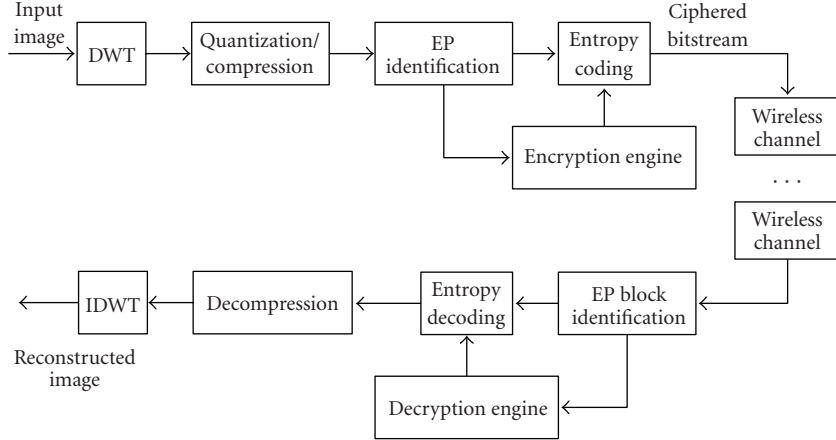 Input
image
DWT
Quantization/
compression
EP
identification
Entropy
coding
Ciphered
bitstream
Encryption engine
Wireless
channel
. . .
Wireless
channel
IDWT
Decompression
Entropy
decoding
EP block
identification
Reconstructed
image
Decryption engine